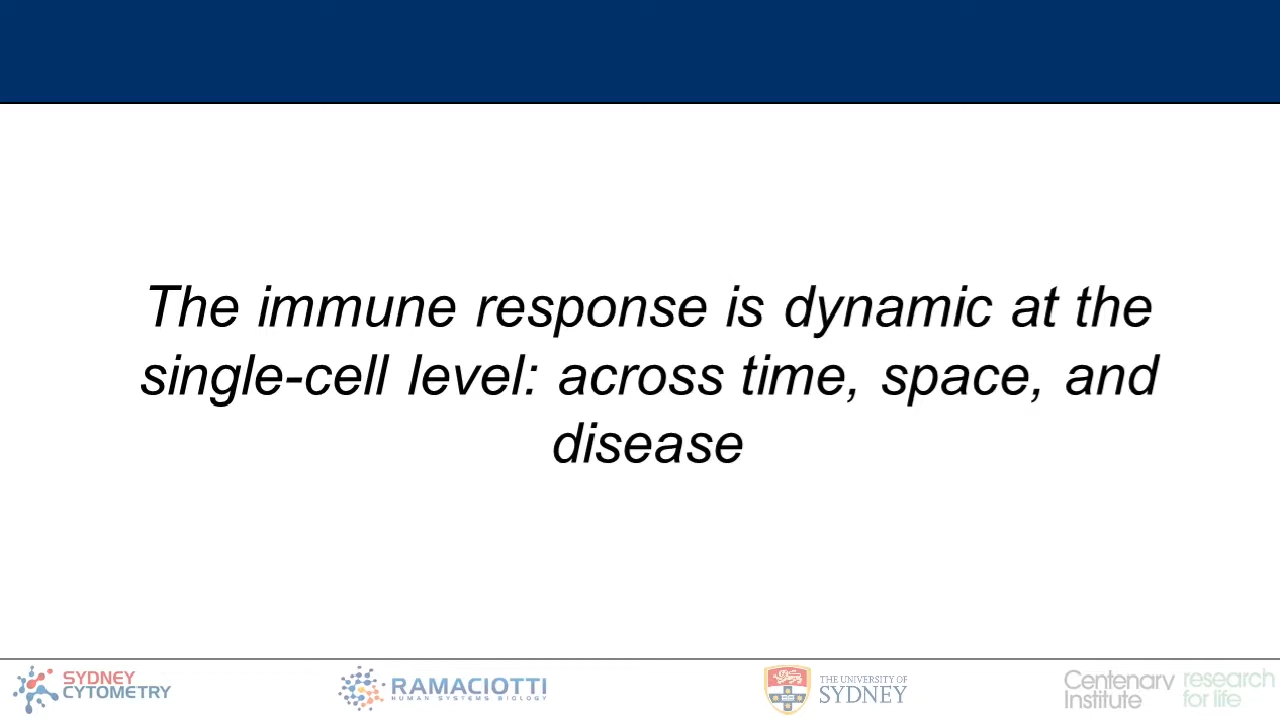 The immune response is dynamic at the
single-cell level: across time, space, and
disease
SYDNEY
CYTOMETRY
RAMACIOTTI
HUMAN SYSTEMS BIOLOGY
THE UNIVERSITY OF
SYDNEY
Centenary
Institute
research
for life